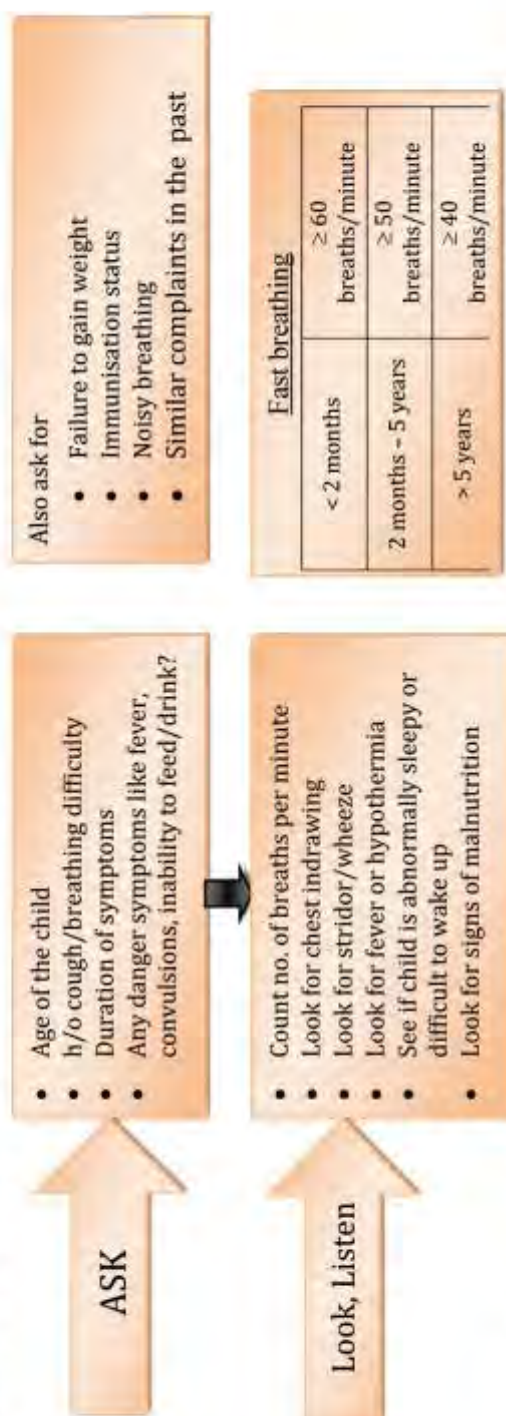 ASK
• Age of the child
• h/o cough/breathing difficulty
• Duration of symptoms
• Any danger symptoms like fever,
convulsions, inability to feed/drink?
Also ask for
• Failure to gain weight
• Immunisation status
• Noisy breathing
• Similar complaints in the past
Look, Listen
• Count no. of breaths per minute
• Look for chest indrawing
• Look for stridor/wheeze
• Look for fever or hypothermia
• See if child is abnormally sleepy or
difficult to wake up
• Look for signs of malnutrition
Fast breathing
< 2 months
≥ 60
breaths/minute
2 months – 5 years
≥ 50
breaths/minute
> 5 years
≥ 40
breaths/minute